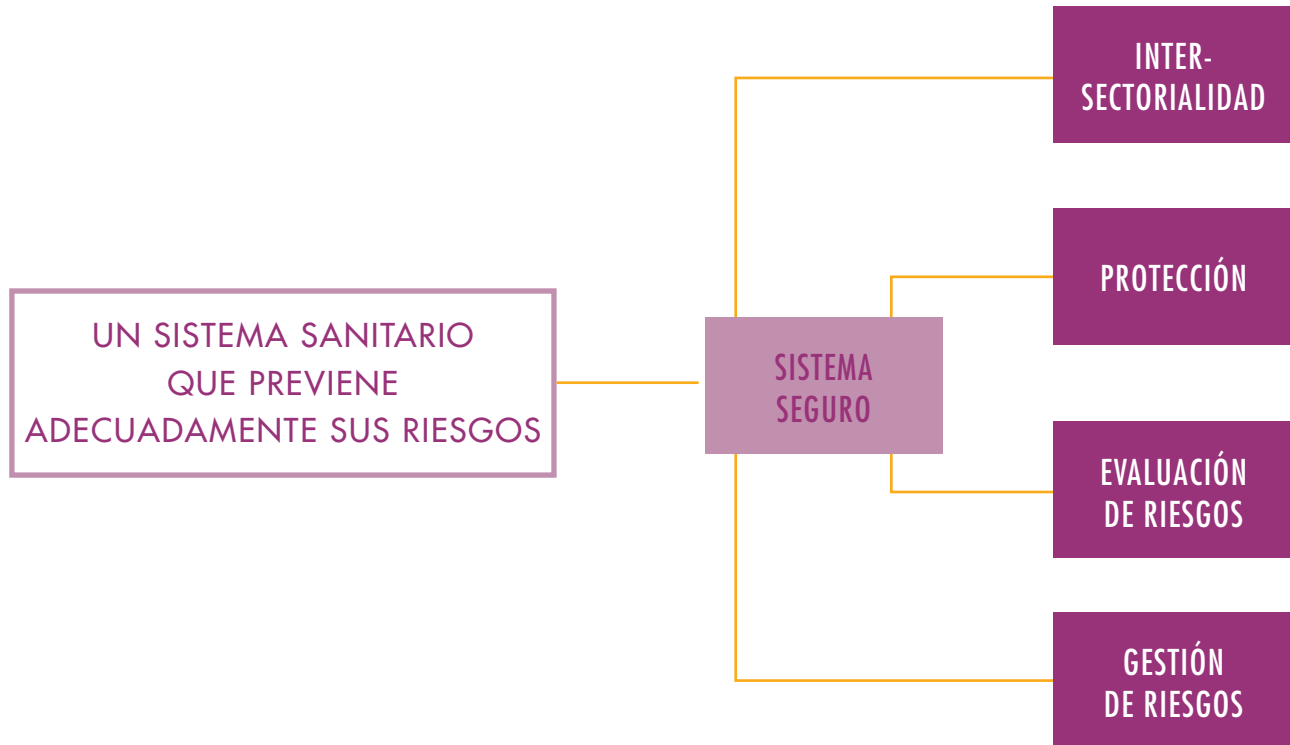 UN SISTEMA SANITARIO
QUE PREVIENE
ADECUADAMENTE SUS RIESGOS
SISTEMA
SEGURO
INTER-
SECTORIALIDAD
PROTECCIÓN
EVALUACIÓN
DE RIESGOS
GESTIÓN
DE RIESGOS